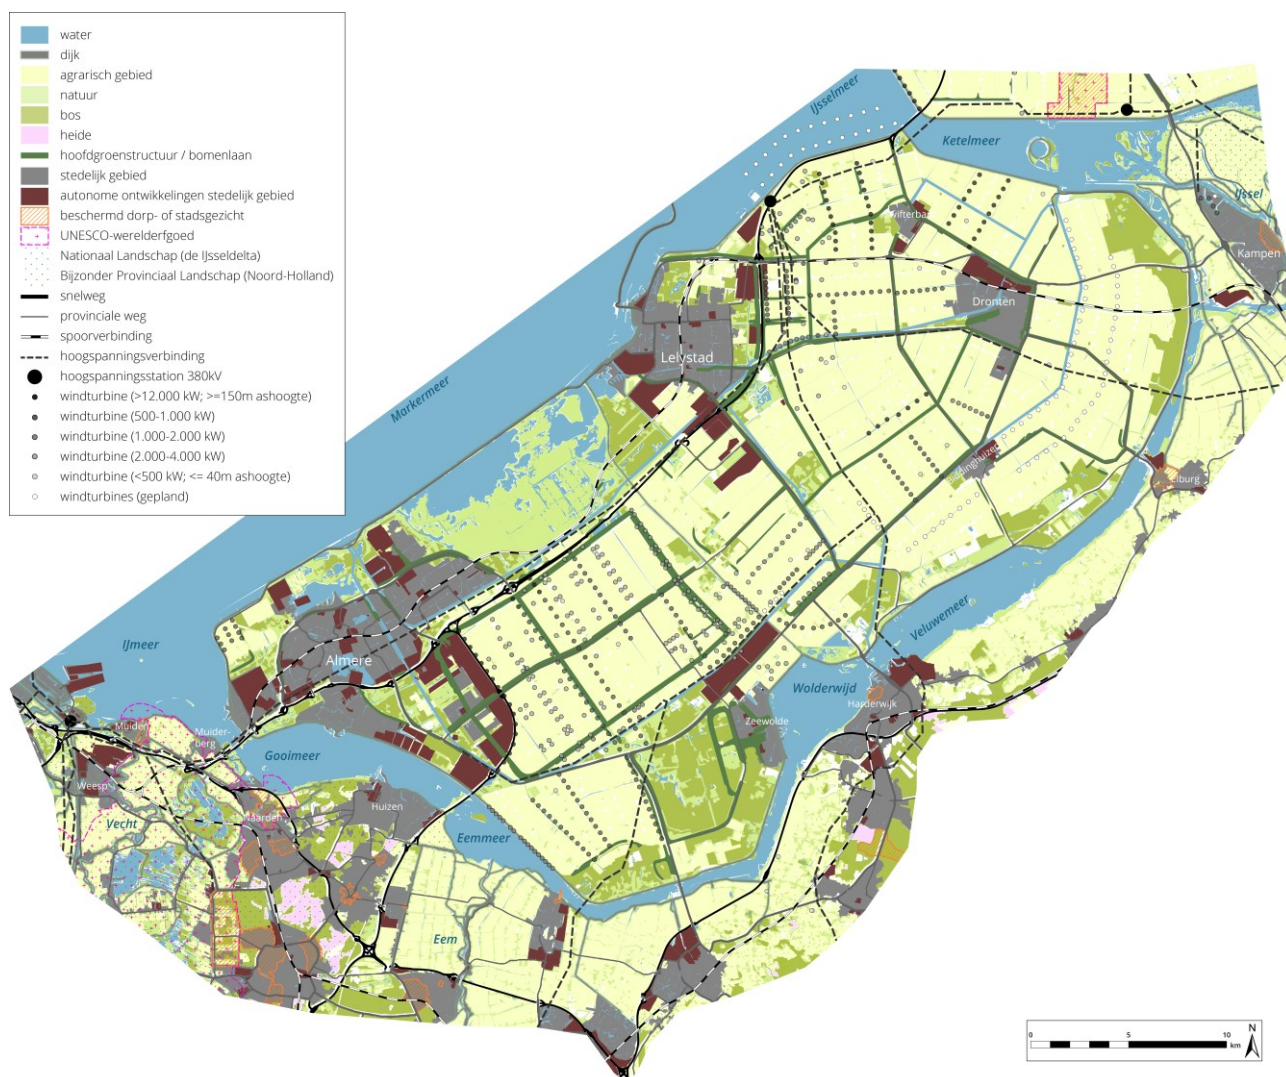 water
dijk
agrarisch gebied
natuur
bos
heide
hoofdgroenstructuur / bomenlaan
stedelijk gebied
autonome ontwikkelingen stedelijk gebied
beschermd dorp- of stadsgezicht
UNESCO-werelderfgoed
Nationaal Landschap (de IJsseldelta)
Bijzonder Provinciaal Landschap (Noord-Holland)
snelweg
provinciale weg
spoorverbinding
hoogspanningsverbinding
hoogspanningsstation 380kV
windturbine (>12.000 kW; >=150m ashoogte)
windturbine (500-1.000 kW)
windturbine (1.000-2.000 kW)
windturbine (2.000-4.000 kW)
windturbine (<500 kW; <= 40m ashoogte)
windturbines (gepland)
IJsselmeer
Ketelmeer
IJssel
Kampen
Dronten
Lelystad
Markermeer
Elburg
Veluwemeer
IJmeer
Almere
Wolderwijd
Harderwijk
Zeewolde
Muiden
Muider-
berg
Gooimeer
Weesp
Huizen
Naarden
Vecht
Eemmeer
Eem
0
5
10
km
N